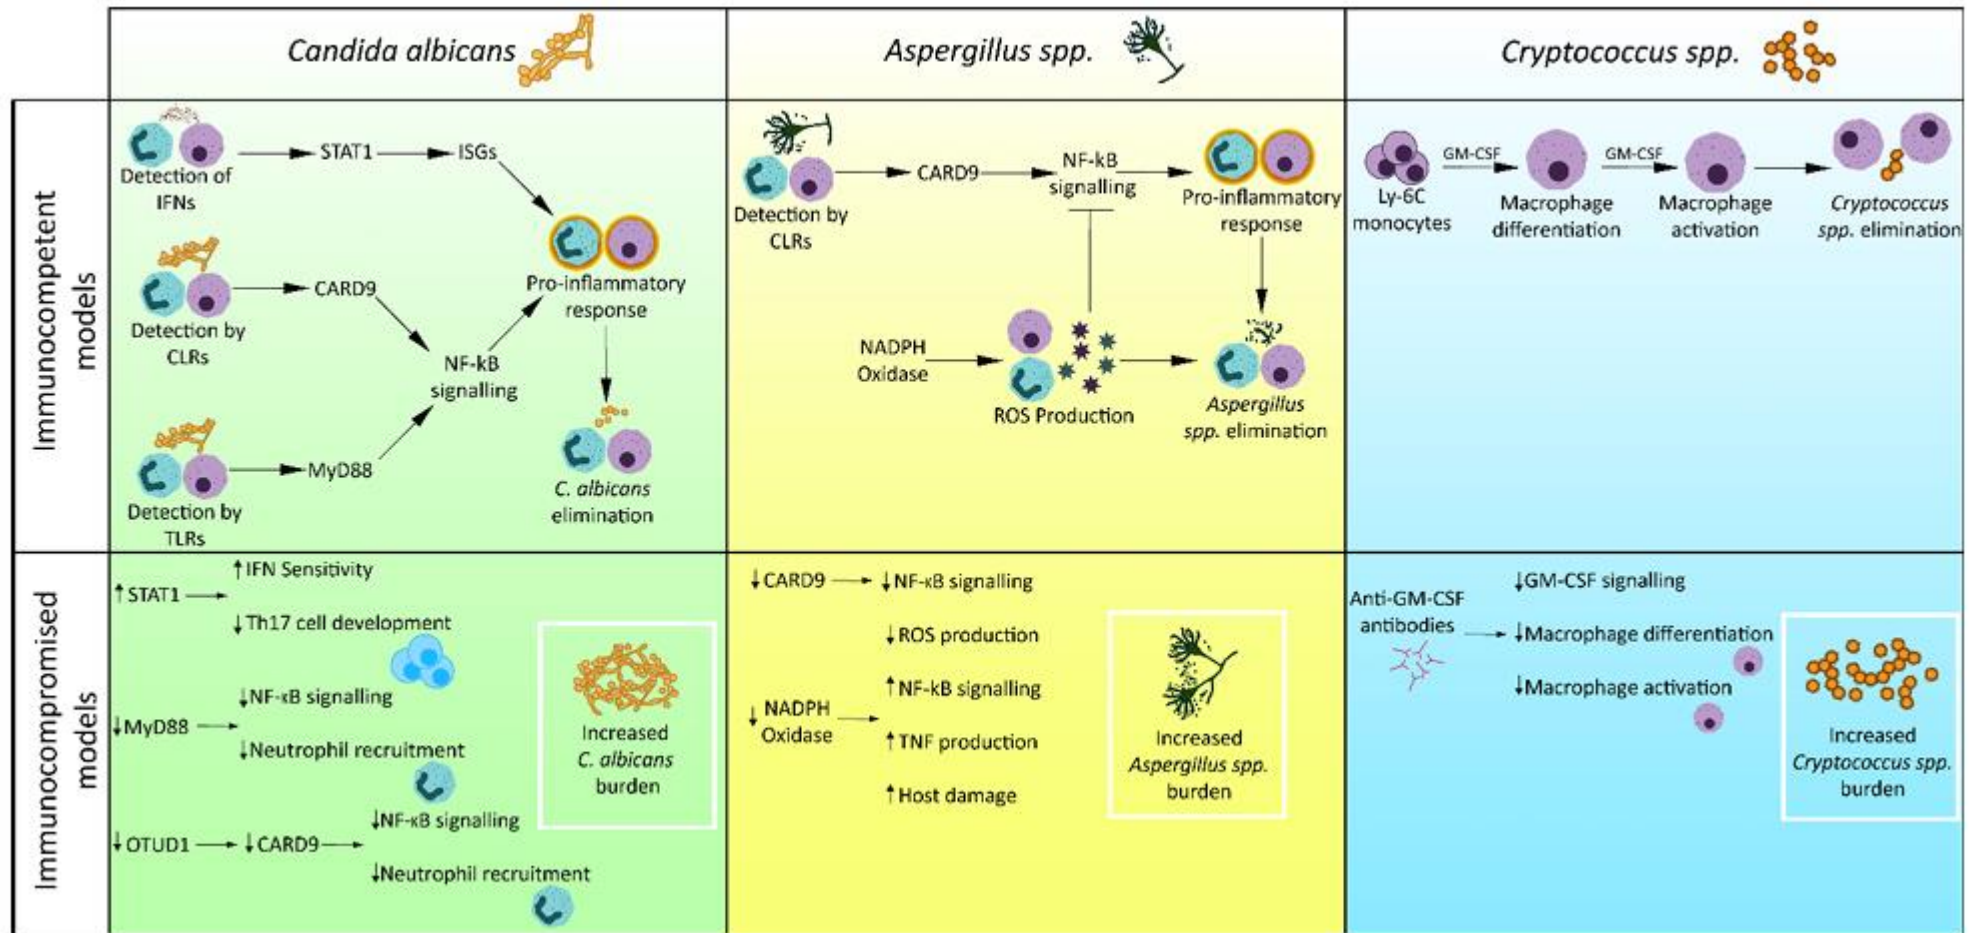 Candida albicans
Aspergillus spp.
Cryptococcus spp.
Immunocompetent
models
Detection of
IFNs
STAT1
ISGs
Detection by
CLRs
CARD9
Detection by
TLRs
MyD88
NF-kB
signalling
Pro-inflammatory
response
C. albicans
elimination
Detection by
CLRs
CARD9
NF-kB
signalling
Pro-inflammatory
response
NADPH
Oxidase
ROS Production
Aspergillus
spp. elimination
Ly-6C
monocytes
GM-CSF
Macrophage
differentiation
GM-CSF
Macrophage
activation
Cryptococcus
spp. elimination
Immunocompromised
models
↑STAT1
↑IFN Sensitivity
↓Th17 cell development
↓MyD88
↓NF-κB signalling
↓Neutrophil recruitment
↓OTUD1
↓CARD9
↓NF-κB signalling
↓Neutrophil recruitment
Increased
C. albicans
burden
↓CARD9
↓NF-κB signalling
↓NADPH
Oxidase
↓ROS production
↑NF-kB signalling
↑TNF production
↑Host damage
Increased
Aspergillus spp.
burden
Anti-GM-CSF
antibodies
↓GM-CSF signalling
↓Macrophage differentiation
↓Macrophage activation
Increased
Cryptococcus spp.
burden